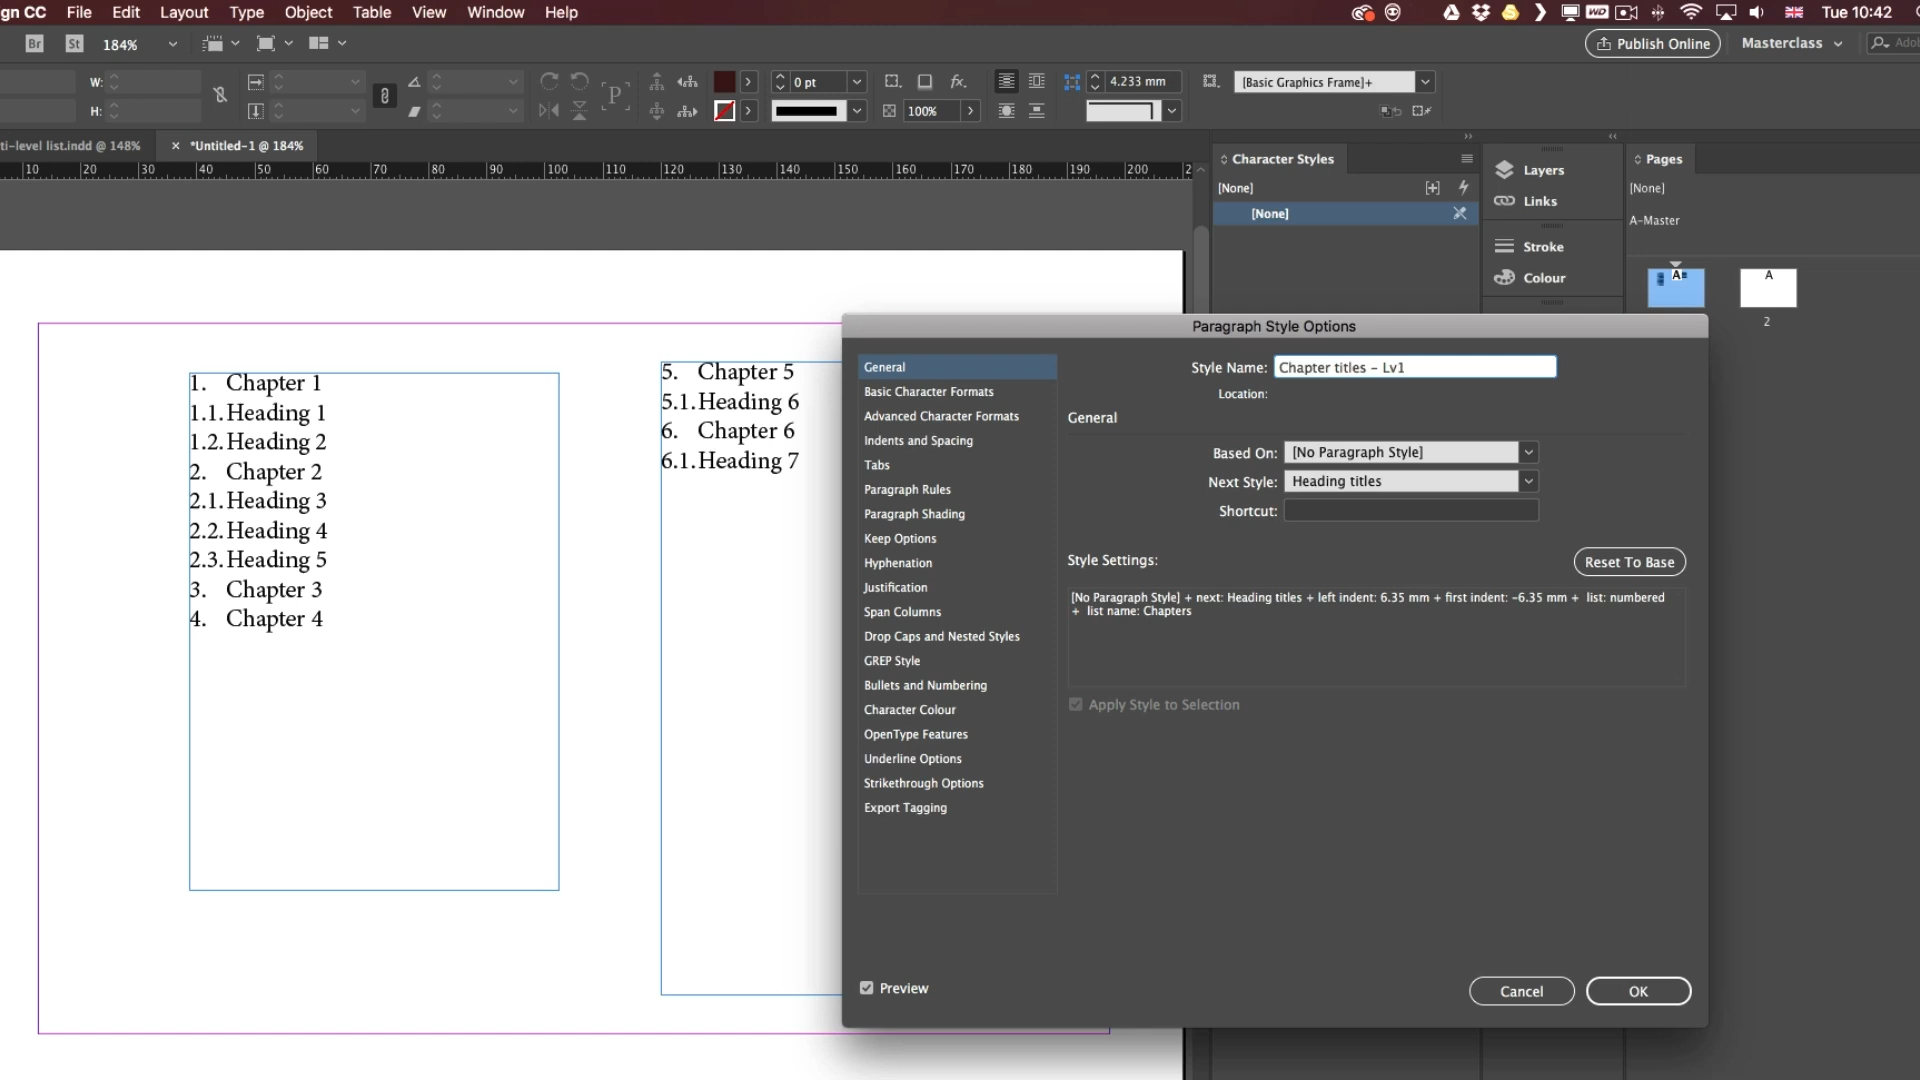 gn CC File Edit Layout Type Object Table View Window Help WD Tue 10:42
Br St 184% Publish Online Masterclass
W: 0 pt fx. 4.233 mm [Basic Graphics Frame]+
H: P 100%
ti-level list.indd @ 148% × *Untitled-1 @ 184%
10 20 30 40 50 60 70 80 90 100 110 120 130 140 150 160 170 180 190 200 2
Character Styles
[None]
[None]
Layers
Links
Stroke
Colour
Pages
[None]
A-Master
A
A
2
1. Chapter 1
1.1. Heading 1
1.2. Heading 2
2. Chapter 2
2.1. Heading 3
2.2. Heading 4
2.3. Heading 5
3. Chapter 3
4. Chapter 4
5. Chapter 5
5.1. Heading 6
6. Chapter 6
6.1. Heading 7
Paragraph Style Options
General
Basic Character Formats
Advanced Character Formats
Indents and Spacing
Tabs
Paragraph Rules
Paragraph Shading
Keep Options
Hyphenation
Justification
Span Columns
Drop Caps and Nested Styles
GREP Style
Bullets and Numbering
Character Colour
OpenType Features
Underline Options
Strikethrough Options
Export Tagging
Style Name: Chapter titles – Lv1
Location:
General
Based On: [No Paragraph Style]
Next Style: Heading titles
Shortcut:
Style Settings: Reset To Base
[No Paragraph Style] + next: Heading titles + left indent: 6.35 mm + first indent: -6.35 mm + list: numbered
+ list name: Chapters
Apply Style to Selection
Preview Cancel OK